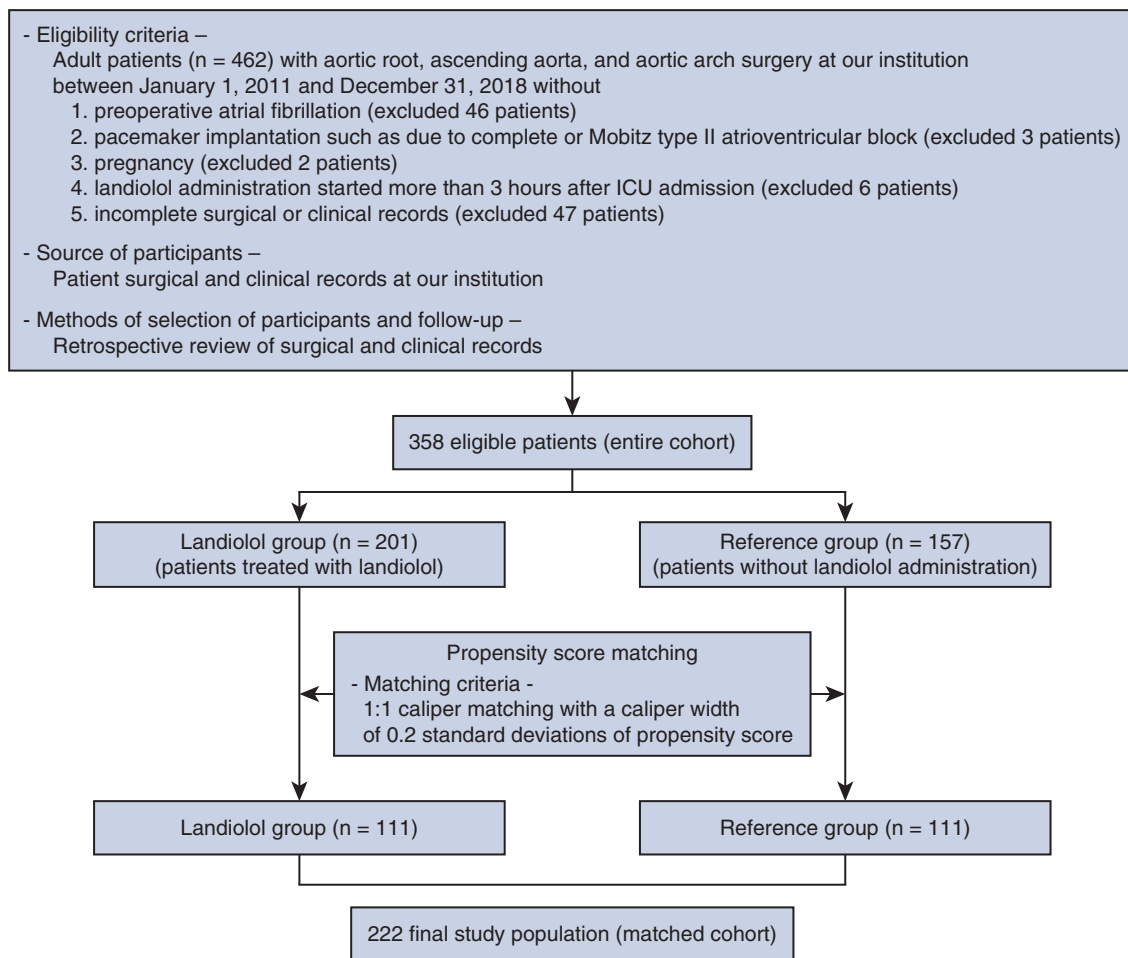 - Eligibility criteria –
Adult patients (n = 462) with aortic root, ascending aorta, and aortic arch surgery at our institution
between January 1, 2011 and December 31, 2018 without
1. preoperative atrial fibrillation (excluded 46 patients)
2. pacemaker implantation such as due to complete or Mobitz type II atrioventricular block (excluded 3 patients)
3. pregnancy (excluded 2 patients)
4. landiolol administration started more than 3 hours after ICU admission (excluded 6 patients)
5. incomplete surgical or clinical records (excluded 47 patients)
- Source of participants –
Patient surgical and clinical records at our institution
- Methods of selection of participants and follow-up –
Retrospective review of surgical and clinical records
358 eligible patients (entire cohort)
Landiolol group (n = 201)
(patients treated with landiolol)
Reference group (n = 157)
(patients without landiolol administration)
Propensity score matching
- Matching criteria -
1:1 caliper matching with a caliper width
of 0.2 standard deviations of propensity score
Landiolol group (n = 111)
Reference group (n = 111)
222 final study population (matched cohort)